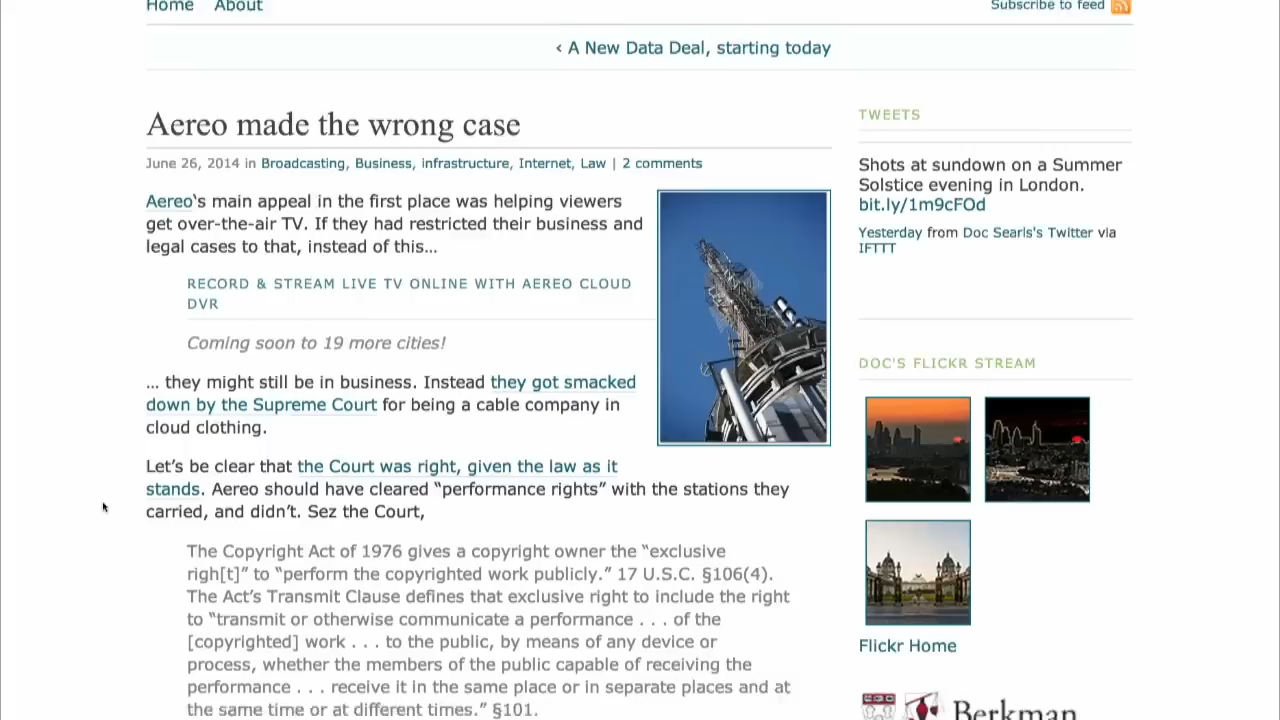 Home About
Subscribe to feed
‹ A New Data Deal, starting today
Aereo made the wrong case
June 26, 2014 in Broadcasting, Business, infrastructure, Internet, Law | 2 comments
Aereo‘s main appeal in the first place was helping viewers
get over-the-air TV. If they had restricted their business and
legal cases to that, instead of this…
RECORD & STREAM LIVE TV ONLINE WITH AEREO CLOUD
DVR
Coming soon to 19 more cities!
… they might still be in business. Instead they got smacked
down by the Supreme Court for being a cable company in
cloud clothing.
Let’s be clear that the Court was right, given the law as it
stands. Aereo should have cleared “performance rights” with the stations they
carried, and didn’t. Sez the Court,
The Copyright Act of 1976 gives a copyright owner the “exclusive
righ[t]” to “perform the copyrighted work publicly.” 17 U.S.C. §106(4).
The Act’s Transmit Clause defines that exclusive right to include the right
to “transmit or otherwise communicate a performance . . . of the
[copyrighted] work . . . to the public, by means of any device or
process, whether the members of the public capable of receiving the
performance . . . receive it in the same place or in separate places and at
the same time or at different times.” §101.
TWEETS
Shots at sundown on a Summer
Solstice evening in London.
bit.ly/1m9cFOd
Yesterday from Doc Searls's Twitter via
IFTTT
DOC'S FLICKR STREAM
Flickr Home
Berkman